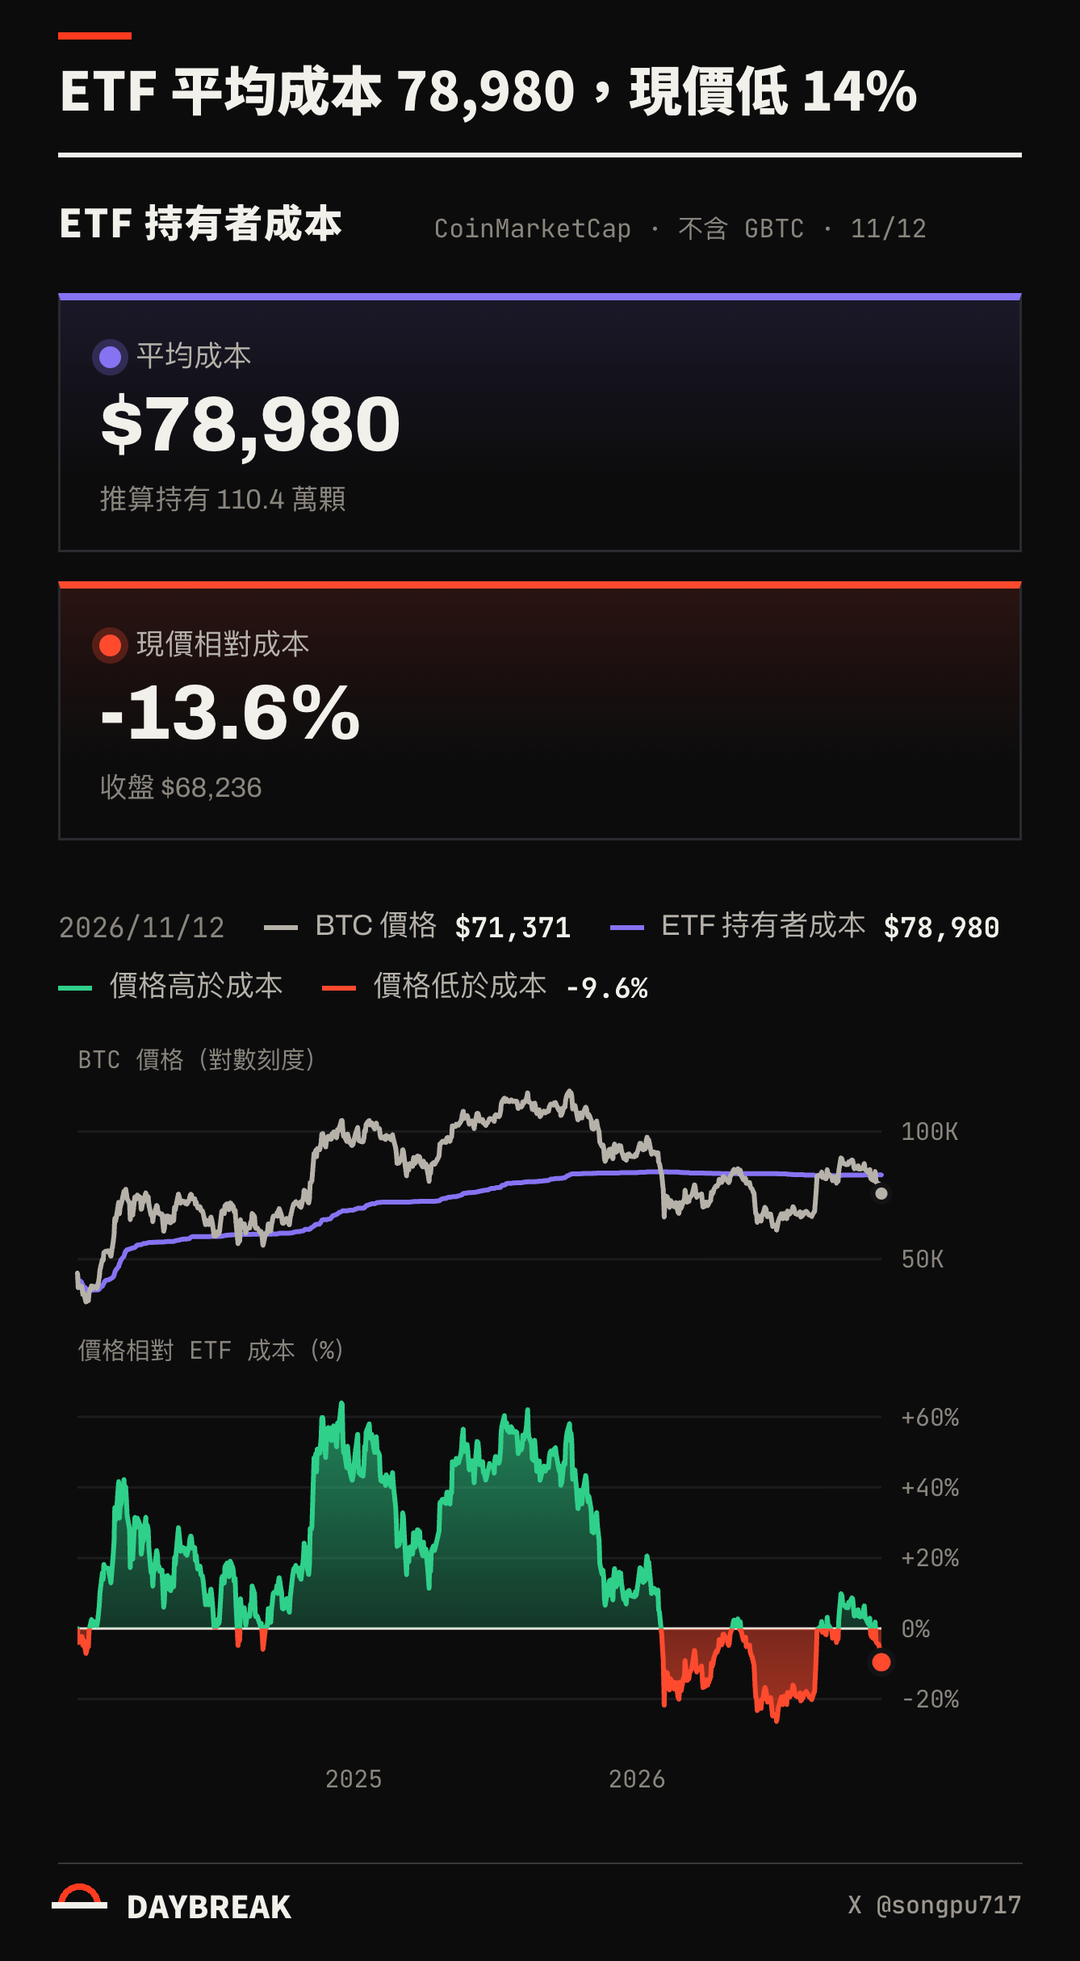 ETF 平均成本 78,980，現價低 14%
ETF 持有者成本 CoinMarketCap · 不含 GBTC · 11/12
平均成本
$78,980
推算持有 110.4 萬顆
現價相對成本
-13.6%
收盤 $68,236
2026/11/12 BTC 價格 $71,371 ETF 持有者成本 $78,980
價格高於成本 價格低於成本 -9.6%
BTC 價格 (對數刻度)
100K
50K
價格相對 ETF 成本 (%)
+60%
+40%
+20%
0%
-20%
2025 2026
DAYBREAK X @songpu717